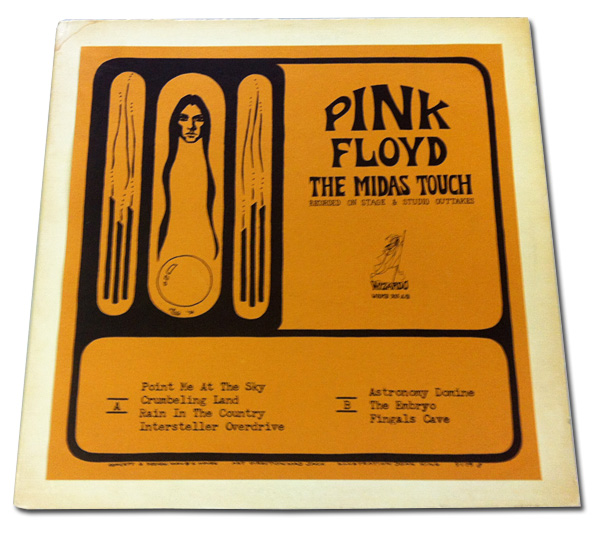 PINK
FLOYD
THE MIDAS TOUCH
RECORDED ON STAGE & STUDIO OUTTAKES
WIZARDO
A
Point Me At The Sky
Crumbeling Land
Rain In The Country
Intersteller Overdrive
B
Astronomy Domine
The Embryo
Fingals Cave